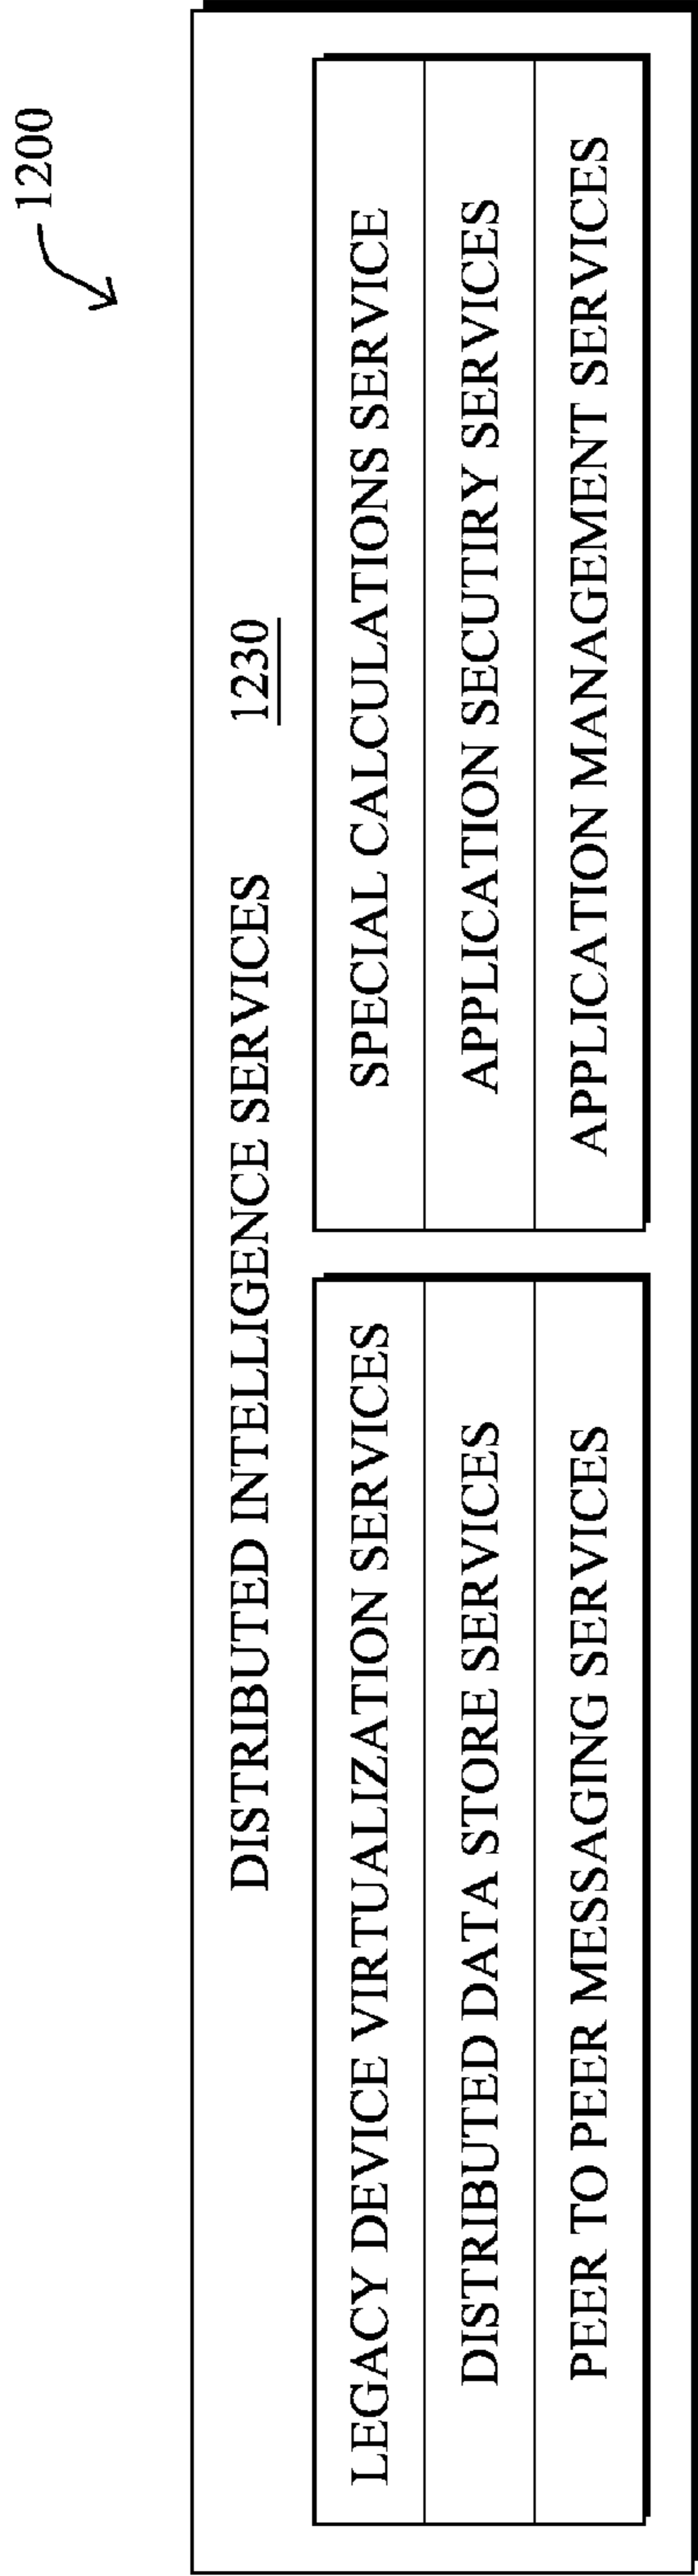 1200
DISTRIBUTED INTELLIGENCE SERVICES 1230
LEGACY DEVICE VIRTUALIZATION SERVICES
DISTRIBUTED DATA STORE SERVICES
PEER TO PEER MESSAGING SERVICES
SPECIAL CALCULATIONS SERVICE
APPLICATION SECUTIRY SERVICES
APPLICATION MANAGEMENT SERVICES